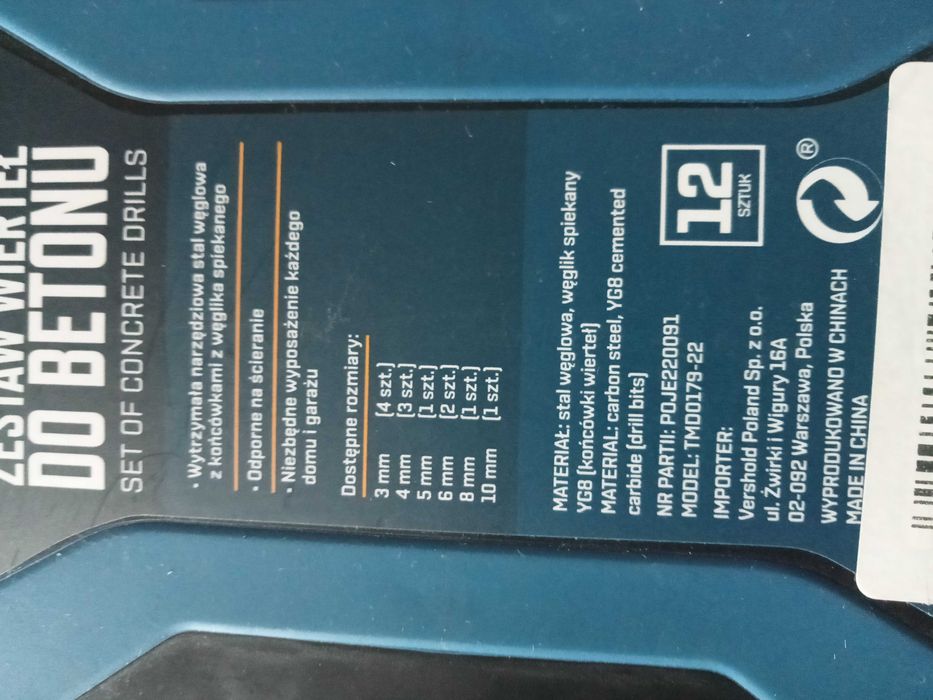 ZESTAW WIERTEŁ
DO BETONU
SET OF CONCRETE DRILLS
• Wytrzymała narzędziowa stal węglowa
z końcówkami z węglika spiekanego
• Odporne na ścieranie
• Niezbędne wyposażenie każdego
domu i garażu
Dostępne rozmiary:
3 mm [4 szt.]
4 mm [3 szt.]
5 mm [1 szt.]
6 mm [2 szt.]
8 mm [1 szt.]
10 mm [1 szt.]
MATERIAŁ: stal węglowa, węglik spiekany
YG8 [końcówki wierteł]
MATERIAL: carbon steel, YG8 cemented
carbide [drill bits]
NR PARTII: POJE220091
MODEL: TMD0179-22
IMPORTER:
Vershold Poland Sp. z o.o.
ul. Żwirki i Wigury 16A
02-092 Warszawa, Polska
WYPRODUKOWANO W CHINACH
MADE IN CHINA
12
SZTUK
®